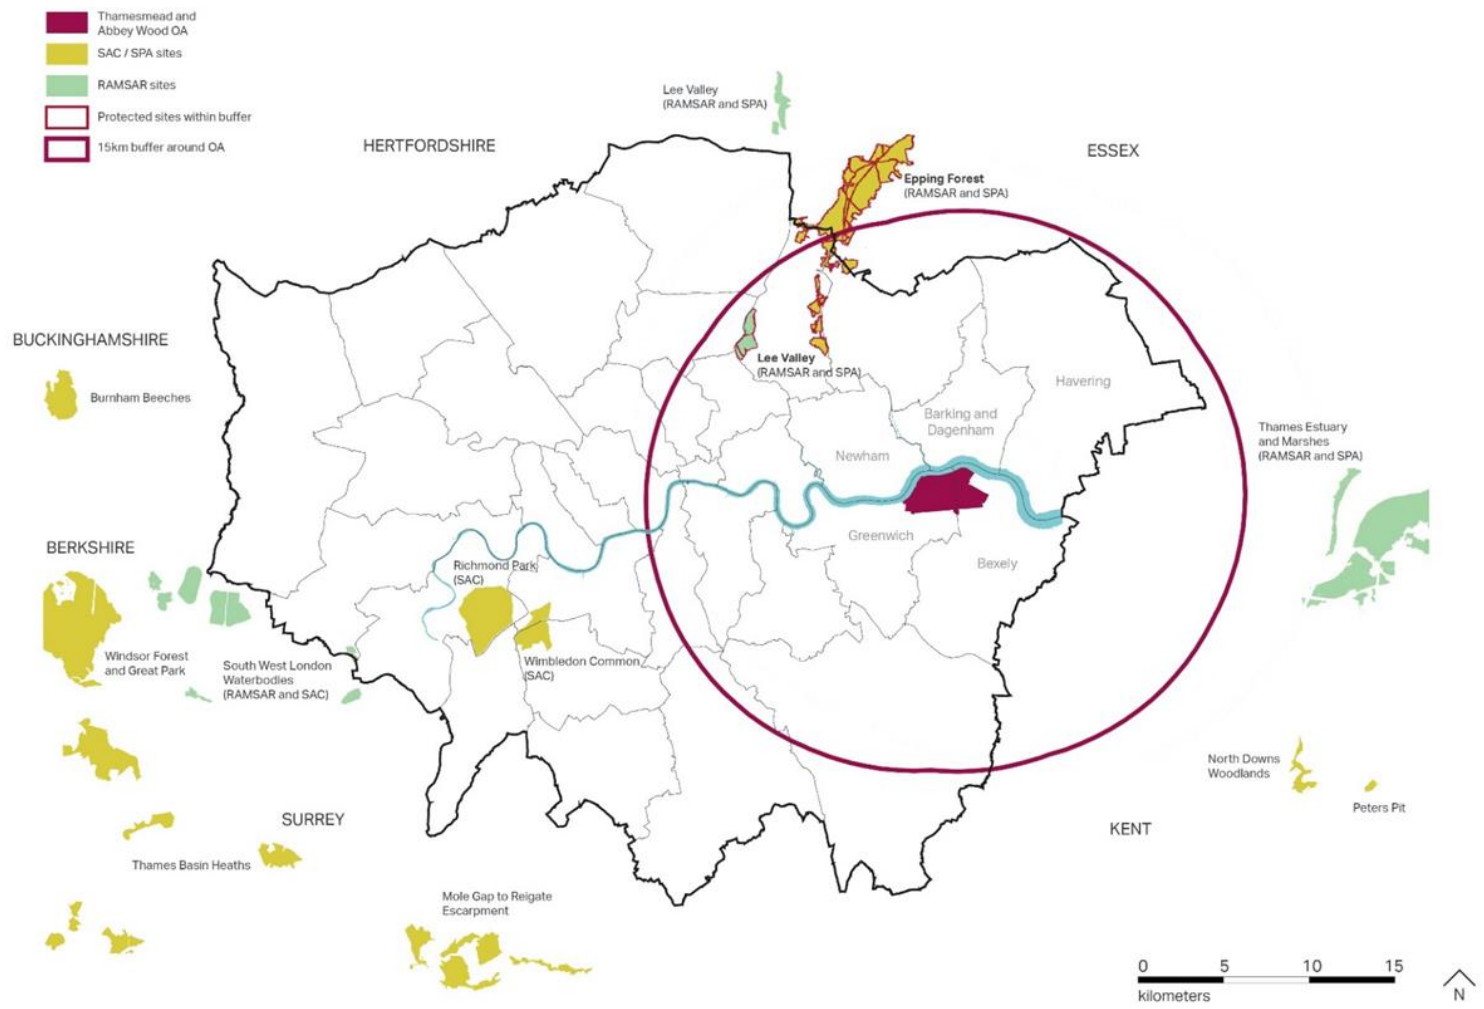 Thamesmead and
Abbey Wood OA
SAC / SPA sites
RAMSAR sites
Protected sites within buffer
15km buffer around OA
Lee Valley
(RAMSAR and SPA)
HERTFORDSHIRE
ESSEX
Epping Forest
(RAMSAR and SPA)
BUCKINGHAMSHIRE
Burnham Beeches
Lee Valley
(RAMSAR and SPA)
Havering
Barking and
Dagenham
Newham
Thames Estuary
and Marshes
(RAMSAR and SPA)
Greenwich
Bexely
BERKSHIRE
Richmond Park
(SAC)
Windsor Forest
and Great Park
South West London
Waterbodies
(RAMSAR and SAC)
Wimbledon Common
(SAC)
North Downs
Woodlands
Peters Pit
SURREY
KENT
Thames Basin Heaths
Mole Gap to Reigate
Escarpment
0 5 10 15
kilometers
N